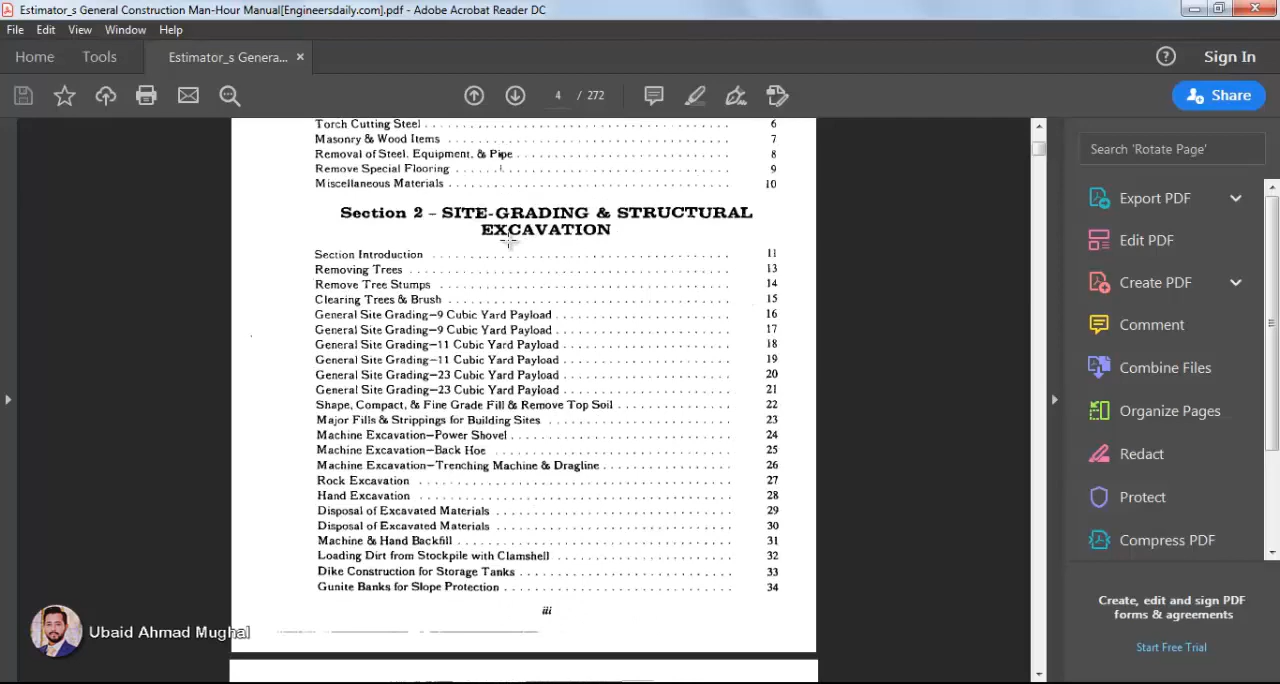 Estimator_s General Construction Man-Hour Manual[Engineersdaily.com].pdf - Adobe Acrobat Reader DC
File Edit View Window Help
Home Tools Estimator_s Genera... ×
? Sign In
4 / 272
Share
Torch Cutting Steel . . . . . . . . . . 6
Masonry & Wood Items . . . . . . . . . . 7
Removal of Steel, Equipment, & Pipe . . . . . . . . . . 8
Remove Special Flooring . . . . . . . . . . 9
Miscellaneous Materials . . . . . . . . . . 10
Section 2 – SITE-GRADING & STRUCTURAL
EXCAVATION
Section Introduction . . . . . . . . . . 11
Removing Trees . . . . . . . . . . 13
Remove Tree Stumps . . . . . . . . . . 14
Clearing Trees & Brush . . . . . . . . . . 15
General Site Grading—9 Cubic Yard Payload . . . . . . . . . . 16
General Site Grading—9 Cubic Yard Payload . . . . . . . . . . 17
General Site Grading—11 Cubic Yard Payload . . . . . . . . . . 18
General Site Grading—11 Cubic Yard Payload . . . . . . . . . . 19
General Site Grading—23 Cubic Yard Payload . . . . . . . . . . 20
General Site Grading—23 Cubic Yard Payload . . . . . . . . . . 21
Shape, Compact, & Fine Grade Fill & Remove Top Soil . . . . . . . . . . 22
Major Fills & Strippings for Building Sites . . . . . . . . . . 23
Machine Excavation—Power Shovel . . . . . . . . . . 24
Machine Excavation—Back Hoe . . . . . . . . . . 25
Machine Excavation—Trenching Machine & Dragline . . . . . . . . . . 26
Rock Excavation . . . . . . . . . . 27
Hand Excavation . . . . . . . . . . 28
Disposal of Excavated Materials . . . . . . . . . . 29
Disposal of Excavated Materials . . . . . . . . . . 30
Machine & Hand Backfill . . . . . . . . . . 31
Loading Dirt from Stockpile with Clamshell . . . . . . . . . . 32
Dike Construction for Storage Tanks . . . . . . . . . . 33
Gunite Banks for Slope Protection . . . . . . . . . . 34
iii
Ubaid Ahmad Mughal
Search 'Rotate Page'
Export PDF
Edit PDF
Create PDF
Comment
Combine Files
Organize Pages
Redact
Protect
Compress PDF
Create, edit and sign PDF
forms & agreements
Start Free Trial